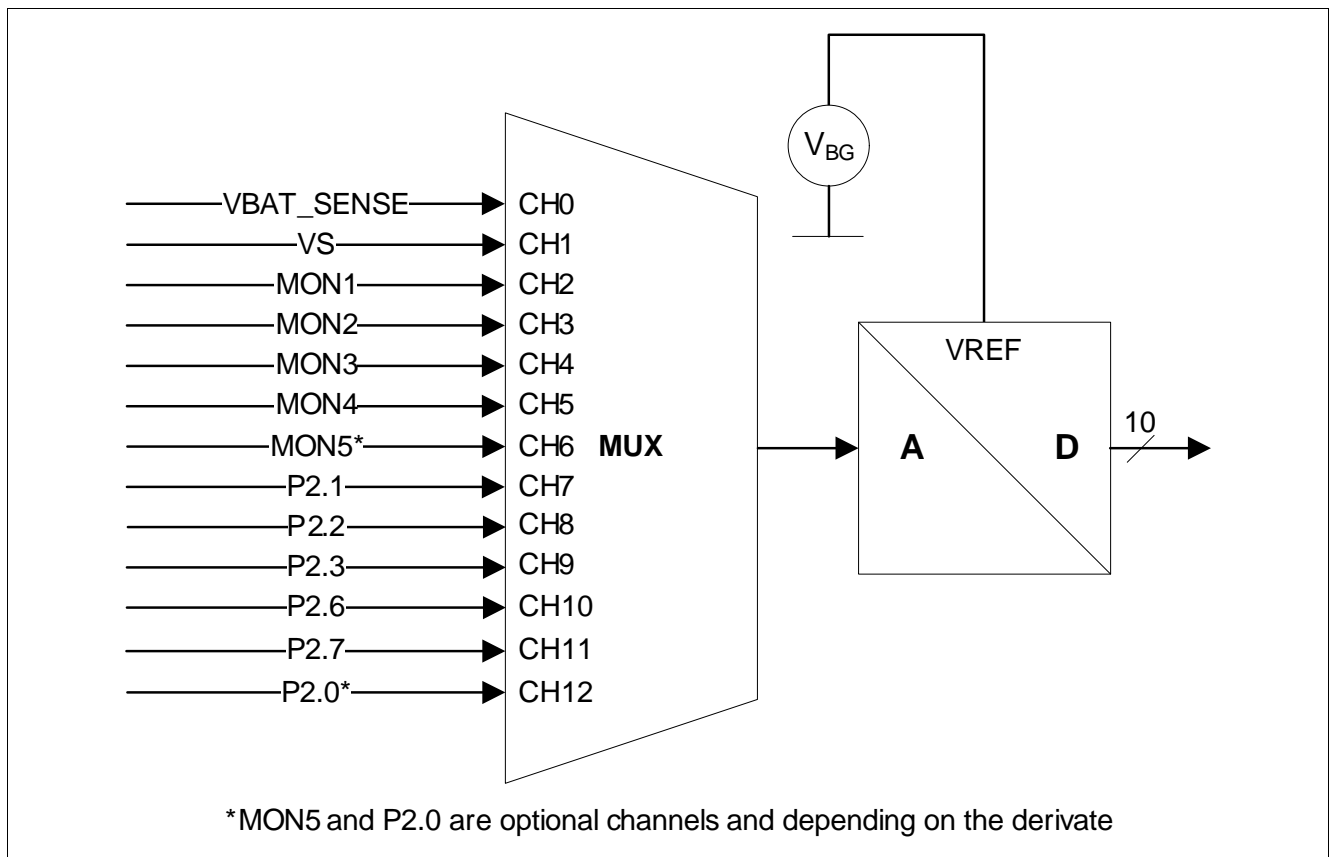 V_BG
VBAT_SENSE CH0
VS CH1
MON1 CH2
MON2 CH3
MON3 CH4
MON4 CH5
MON5* CH6 MUX
P2.1 CH7
P2.2 CH8
P2.3 CH9
P2.6 CH10
P2.7 CH11
P2.0* CH12
VREF
A D
10
*MON5 and P2.0 are optional channels and depending on the derivate